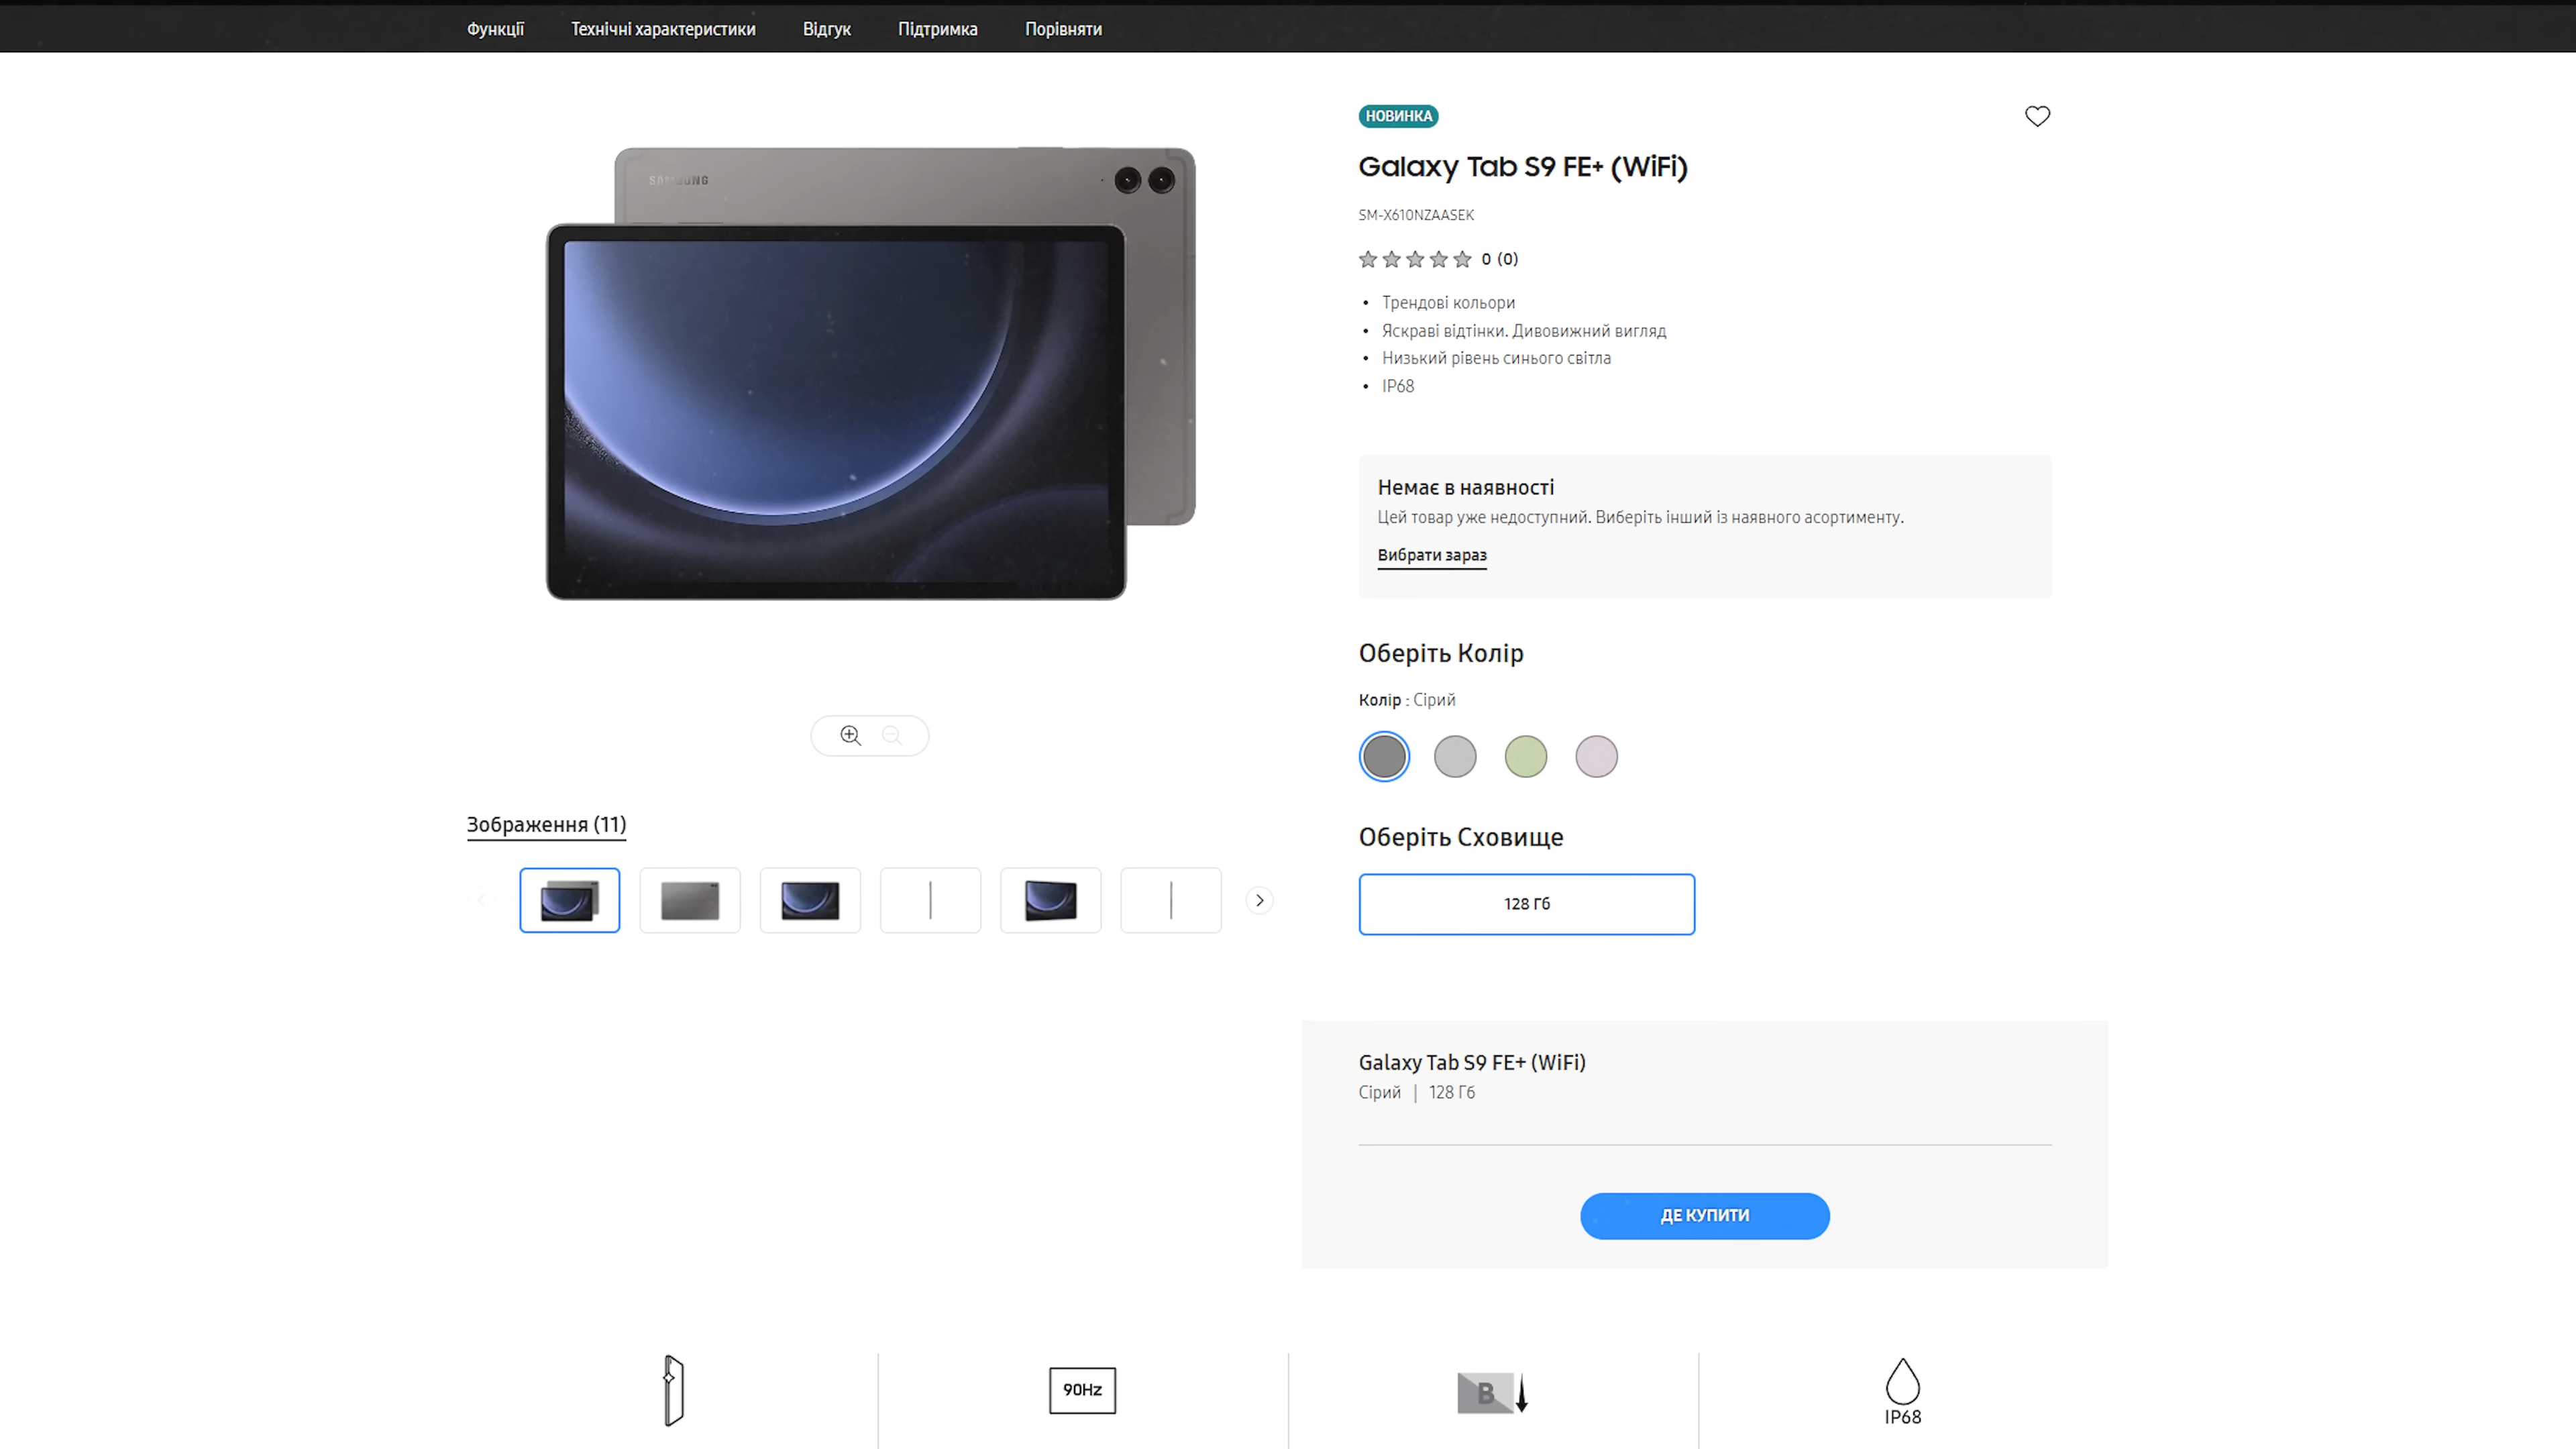 Функції Технічні характеристики Відгук Підтримка Порівняти
НОВИНКА
Galaxy Tab S9 FE+ (WiFi)
SM-X610NZAASEK
0 (0)
• Трендові кольори
• Яскраві відтінки. Дивовижний вигляд
• Низький рівень синього світла
• IP68
SAMSUNG
Немає в наявності
Цей товар уже недоступний. Виберіть інший із наявного асортименту.
Вибрати зараз
Оберіть Колір
Колір : Сірий
Зображення (11)
Оберіть Сховище
128 Гб
Galaxy Tab S9 FE+ (WiFi)
Сірий | 128 Гб
ДЕ КУПИТИ
90Hz
B
IP68